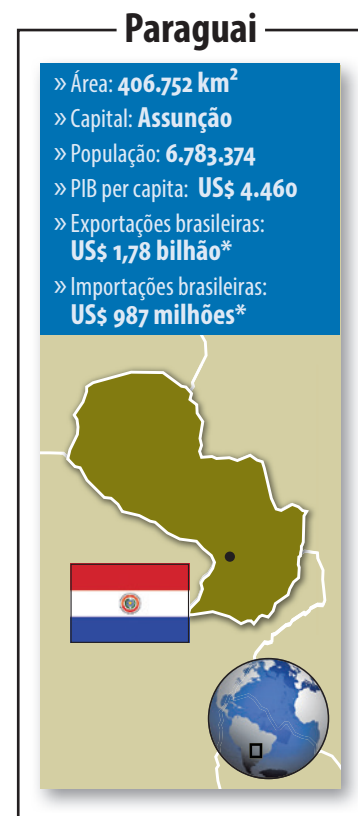 Paraguai
» Área: 406.752 km²
» Capital: Assunção
» População: 6.783.374
» PIB per capita: US$ 4.460
» Exportações brasileiras:
US$ 1,78 bilhão*
» Importações brasileiras:
US$ 987 milhões*